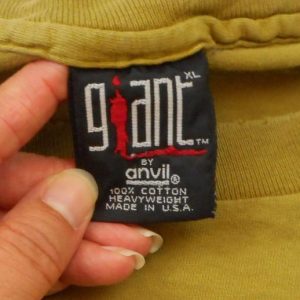 XL
giant™
BY
anvil®
100% COTTON
HEAVYWEIGHT
MADE IN U.S.A.